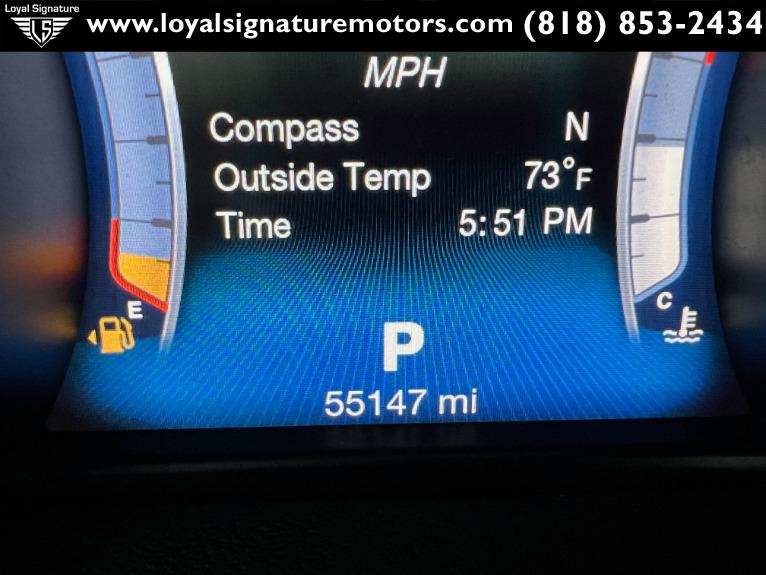 Loyal Signature
LS
www.loyalsignaturemotors.com (818) 853-2434
MPH
Compass N
Outside Temp 73°F
Time 5:51 PM
E
C
P
55147 mi